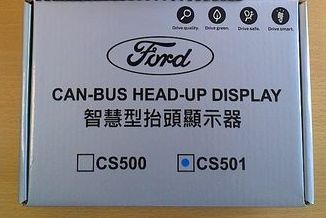 Drive quality. Drive green. Drive safe. Drive smart.
Ford
CAN-BUS HEAD-UP DISPLAY
智慧型抬頭顯示器
CS500 CS501